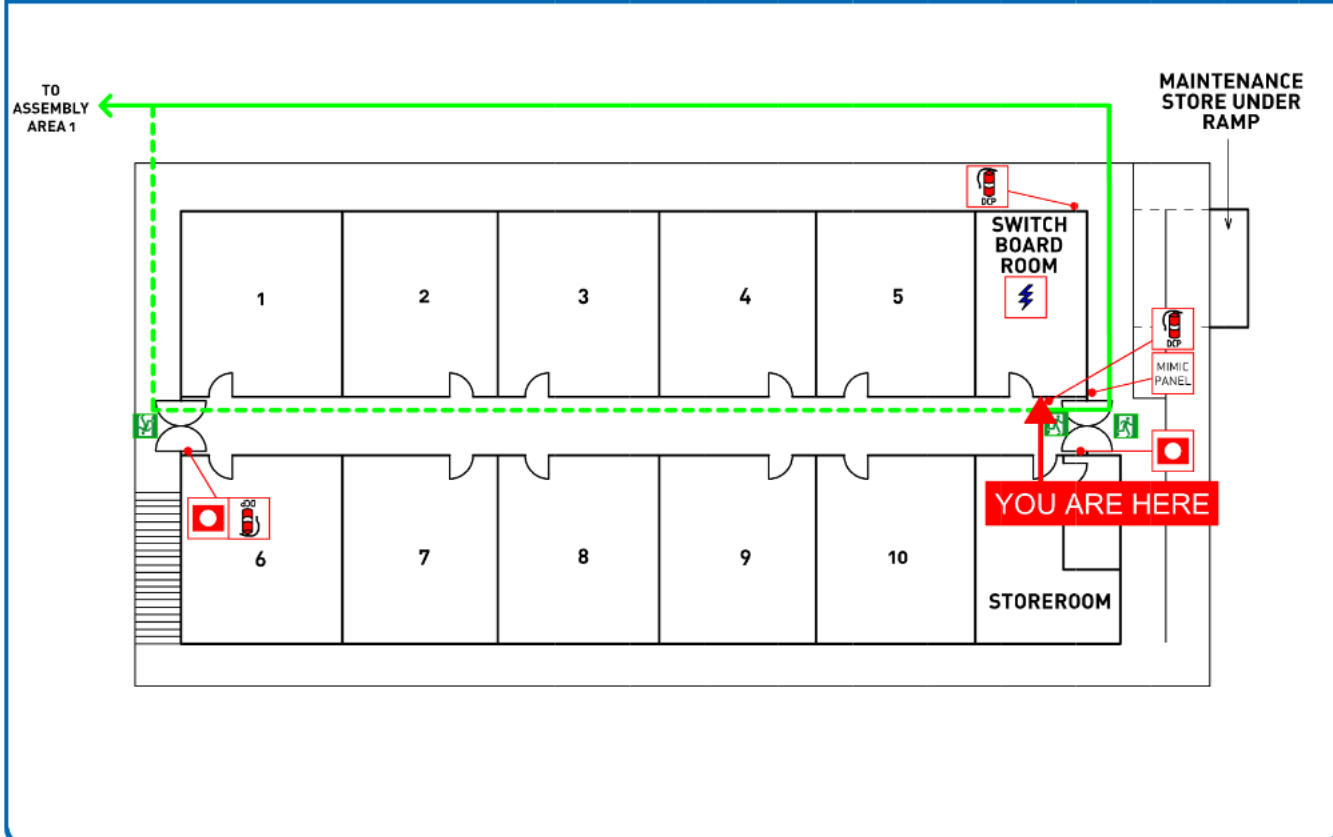 TO
ASSEMBLY
AREA 1
MAINTENANCE
STORE UNDER
RAMP
DCP
SWITCH
BOARD
ROOM
1
2
3
4
5
DCP
MIMIC
PANEL
YOU ARE HERE
DCP
6
7
8
9
10
STOREROOM